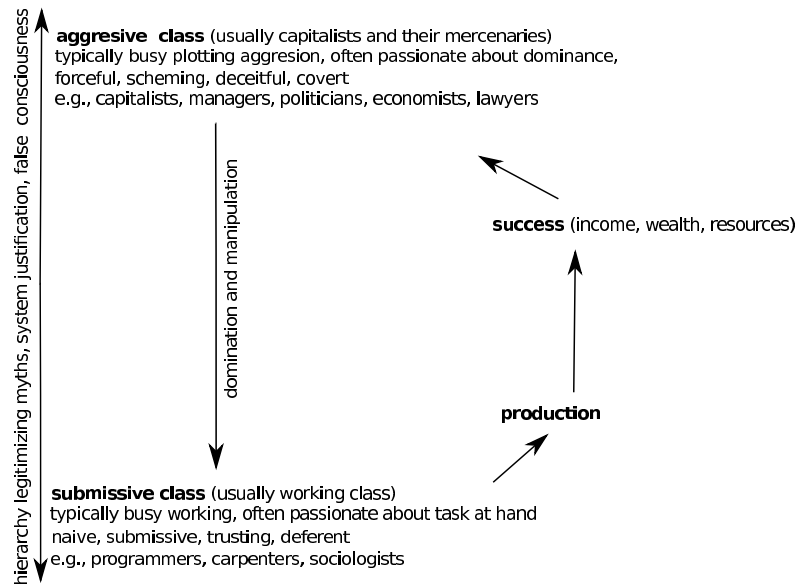 aggresive class (usually capitalists and their mercenaries)
typically busy plotting aggresion, often passionate about dominance,
forceful, scheming, deceitful, covert
e.g., capitalists, managers, politicians, economists, lawyers
hierarchy legitimizing myths, system justification, false consciousness
domination and manipulation
success (income, wealth, resources)
production
submissive class (usually working class)
typically busy working, often passionate about task at hand
naive, submissive, trusting, deferent
e.g., programmers, carpenters, sociologists